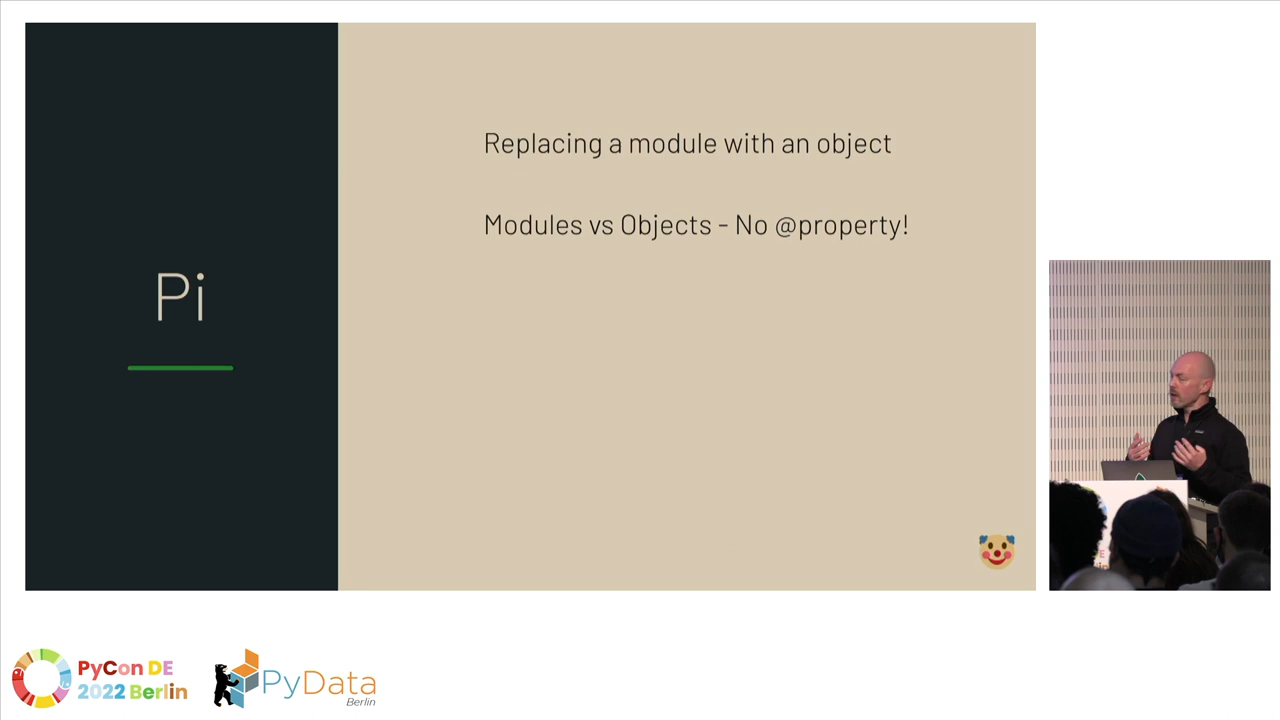 Pi
Replacing a module with an object
Modules vs Objects - No @property!
PyCon DE
2022 Berlin
PyData
Berlin